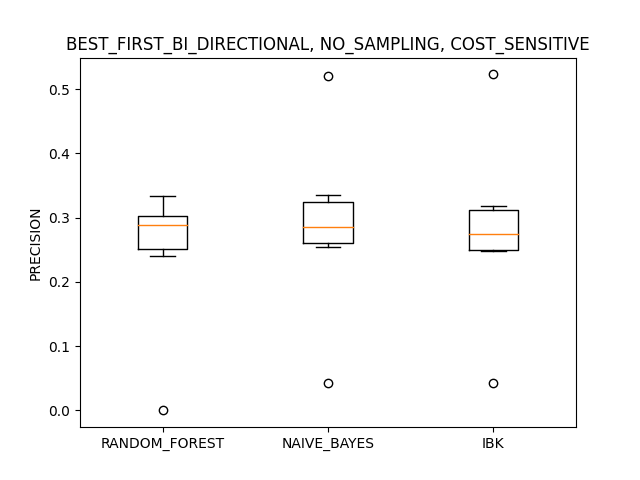 BEST_FIRST_BI_DIRECTIONAL, NO_SAMPLING, COST_SENSITIVE
PRECISION
0.5
0.4
0.3
0.2
0.1
0.0
RANDOM_FOREST NAIVE_BAYES IBK